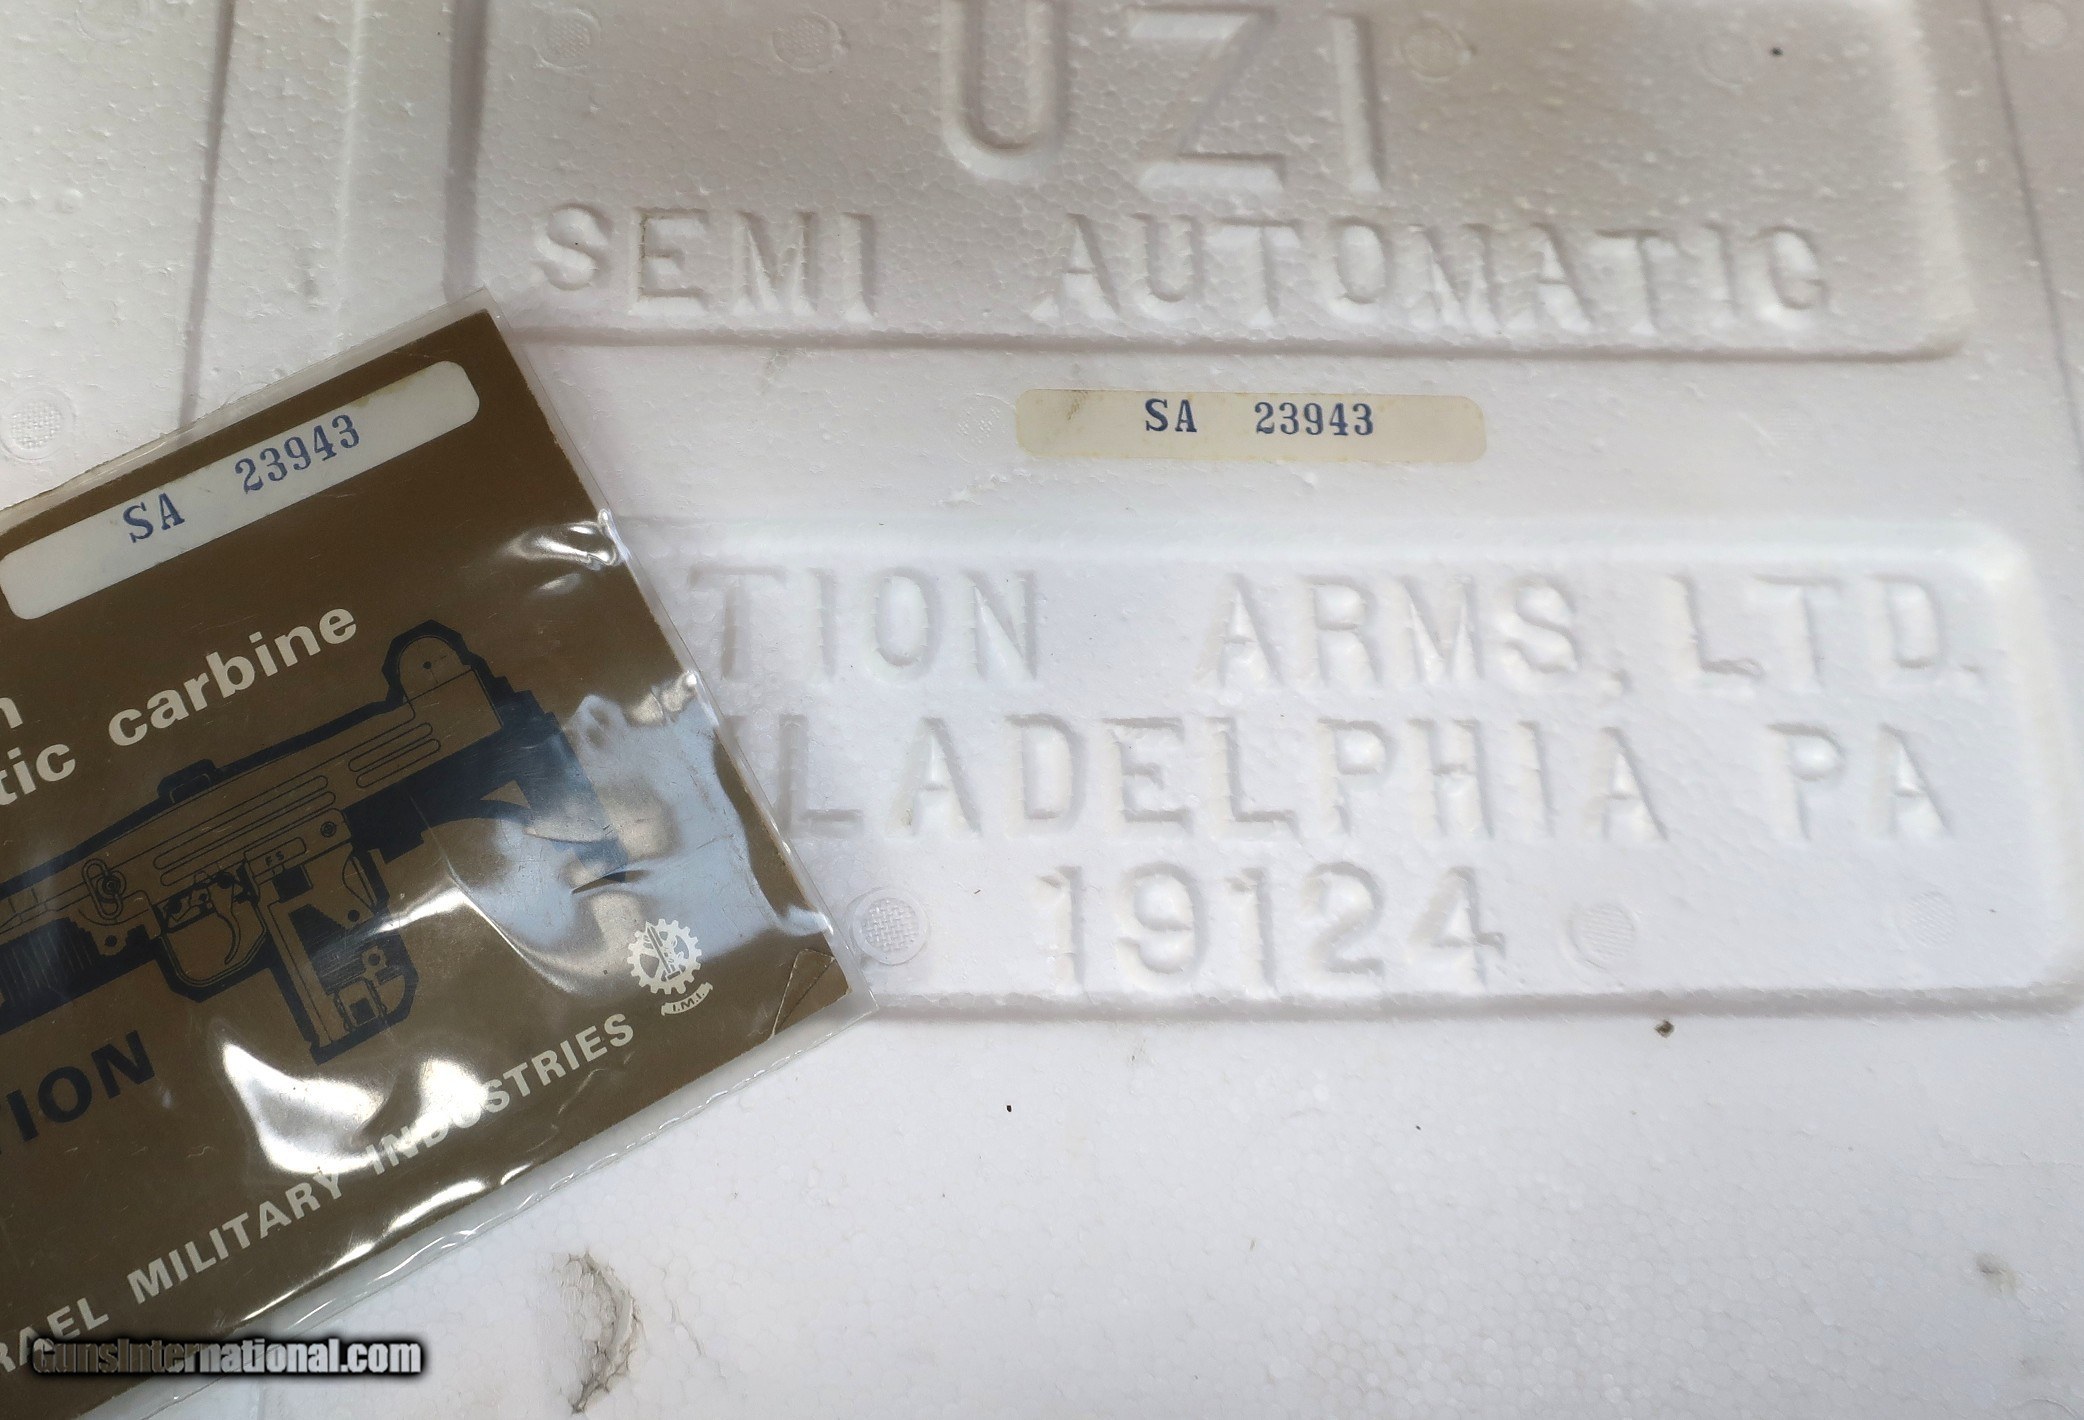 UZI
SEMI AUTOMATIC
SA 23943
TION ARMS, LTD.
LADELPHIA PA
19124
SA 23943
n
tic carbine
F S
TION
I.M.I.
RAEL MILITARY INDUSTRIES
GunsInternational.com